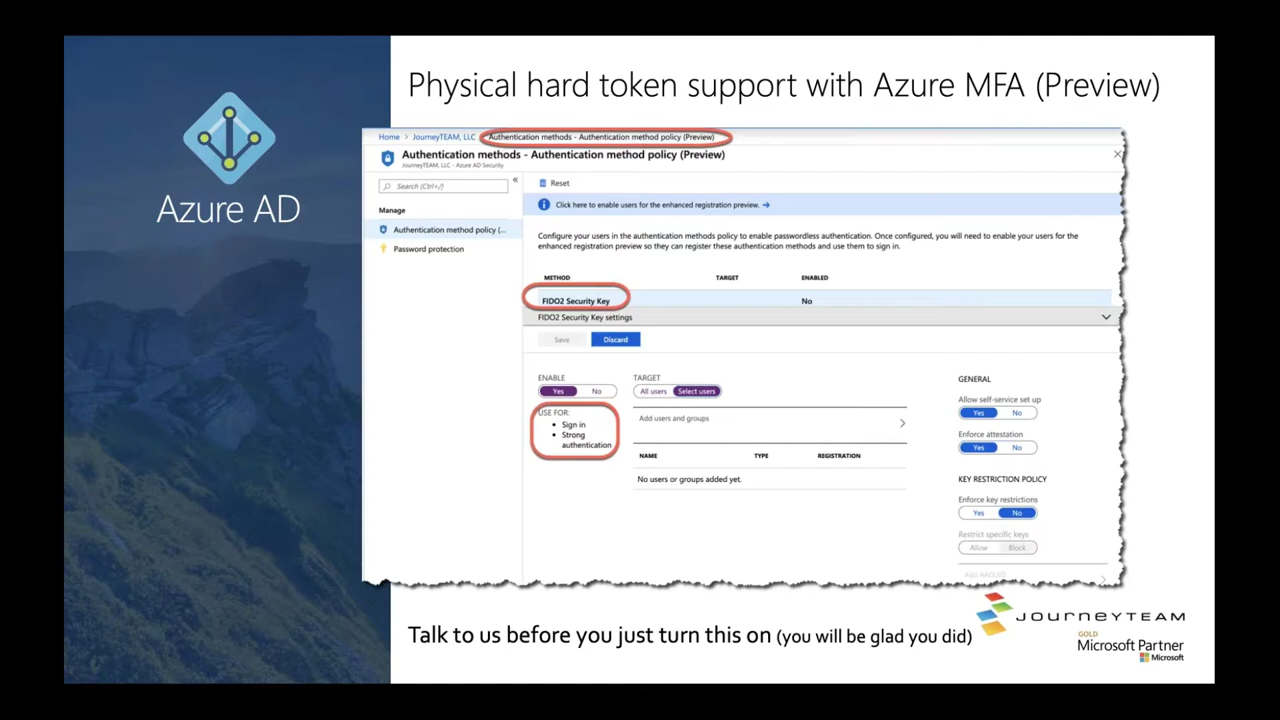 Physical hard token support with Azure MFA (Preview)
Azure AD
Home > JourneyTEAM, LLC Authentication methods - Authentication method policy (Preview)
Authentication methods - Authentication method policy (Preview)
JourneyTEAM, LLC - Azure AD Security
Search (Ctrl+/)
«
Manage
Authentication method policy (...
Password protection
Reset
Click here to enable users for the enhanced registration preview. →
Configure your users in the authentication methods policy to enable passwordless authentication. Once configured, you will need to enable your users for the
enhanced registration preview so they can register these authentication methods and use them to sign in.
METHOD TARGET ENABLED
FIDO2 Security Key No
FIDO2 Security Key settings
Save Discard
ENABLE
Yes No
USE FOR:
• Sign in
• Strong
authentication
TARGET
All users Select users
Add users and groups
NAME TYPE REGISTRATION
No users or groups added yet.
GENERAL
Allow self-service set up
Yes No
Enforce attestation
Yes No
KEY RESTRICTION POLICY
Enforce key restrictions
Yes No
Restrict specific keys
Allow Block
Add AAGUID
Talk to us before you just turn this on (you will be glad you did)
JOURNEYTEAM
GOLD
Microsoft Partner
Microsoft